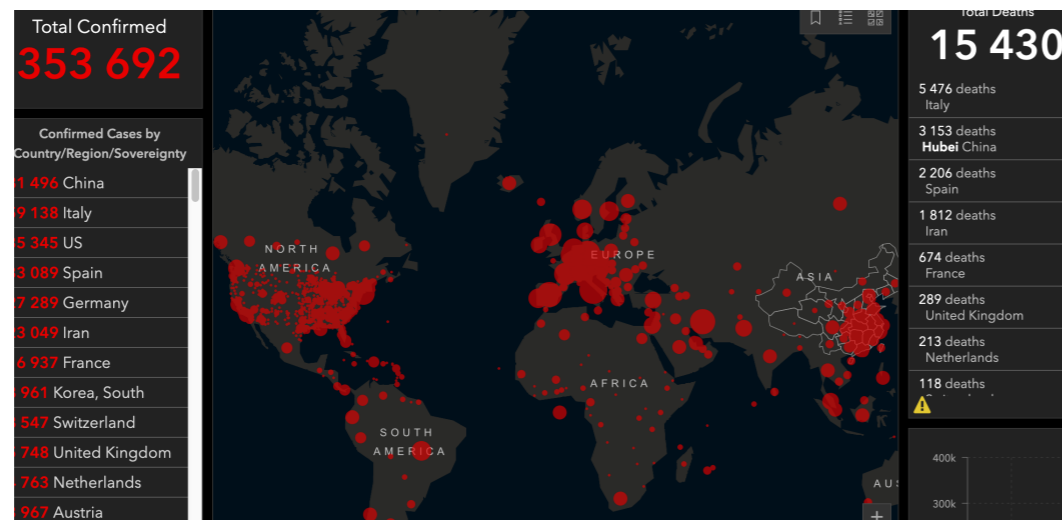 Total Confirmed
353 692
Confirmed Cases by
Country/Region/Sovereignty
1 496 China
9 138 Italy
5 345 US
3 089 Spain
7 289 Germany
3 049 Iran
6 937 France
961 Korea, South
547 Switzerland
748 United Kingdom
763 Netherlands
967 Austria
NORTH
AMERICA
EUROPE
ASIA
AFRICA
SOUTH
AMERICA
AU
+
Total Deaths
15 430
5 476 deaths
Italy
3 153 deaths
Hubei China
2 206 deaths
Spain
1 812 deaths
Iran
674 deaths
France
289 deaths
United Kingdom
213 deaths
Netherlands
118 deaths
400k
300k